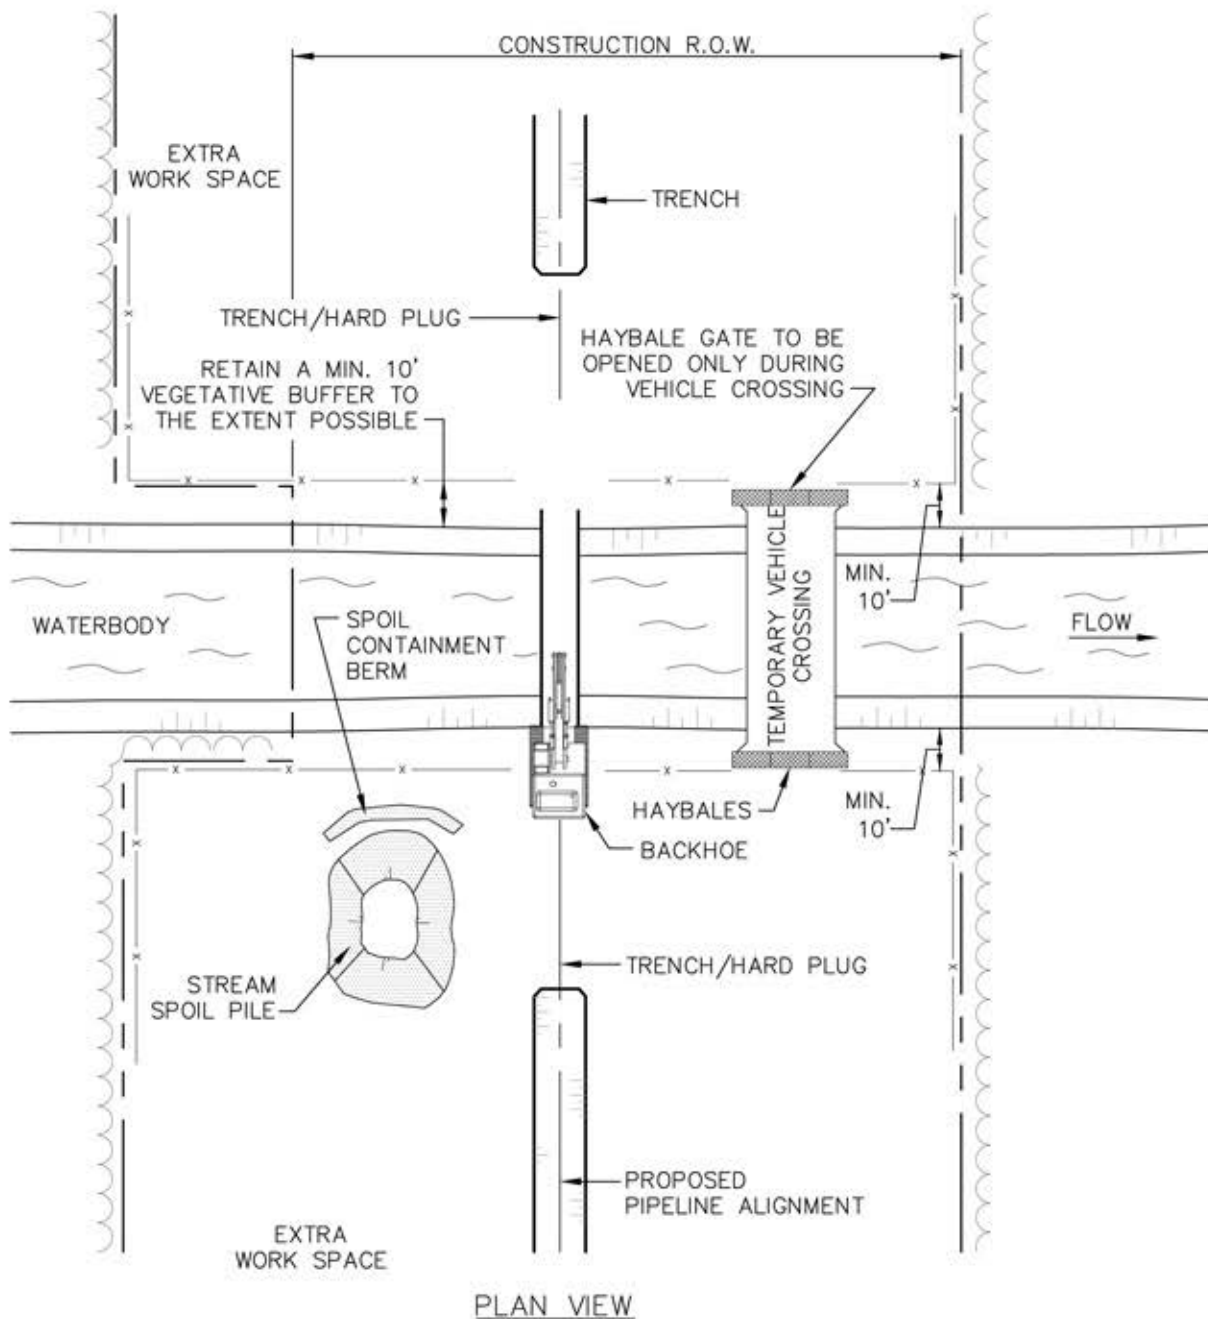 CONSTRUCTION R.O.W.
EXTRA
WORK SPACE
TRENCH
TRENCH/HARD PLUG
HAYBALE GATE TO BE
OPENED ONLY DURING
VEHICLE CROSSING
RETAIN A MIN. 10'
VEGETATIVE BUFFER TO
THE EXTENT POSSIBLE
WATERBODY
SPOIL
CONTAINMENT
BERM
TEMPORARY VEHICLE
CROSSING
MIN.
10'
FLOW
HAYBALES
MIN.
10'
BACKHOE
TRENCH/HARD PLUG
STREAM
SPOIL PILE
PROPOSED
PIPELINE ALIGNMENT
EXTRA
WORK SPACE
PLAN VIEW